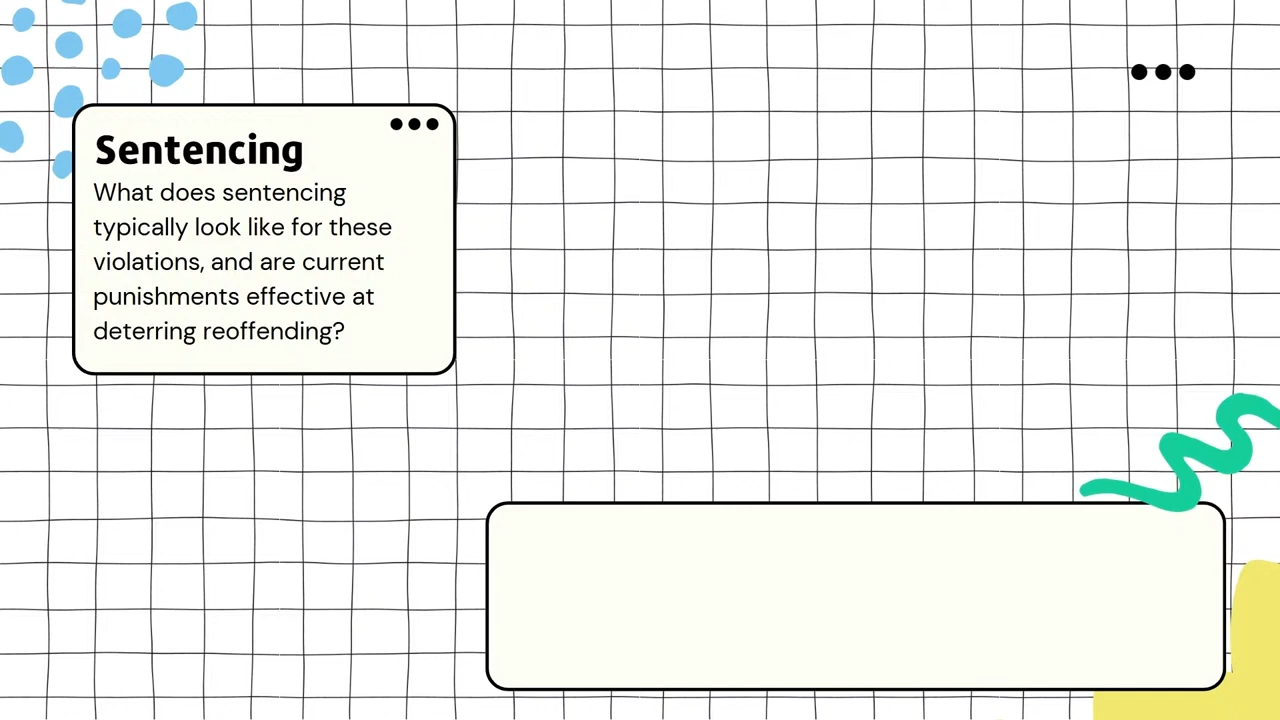 Sentencing
What does sentencing
typically look like for these
violations, and are current
punishments effective at
deterring reoffending?